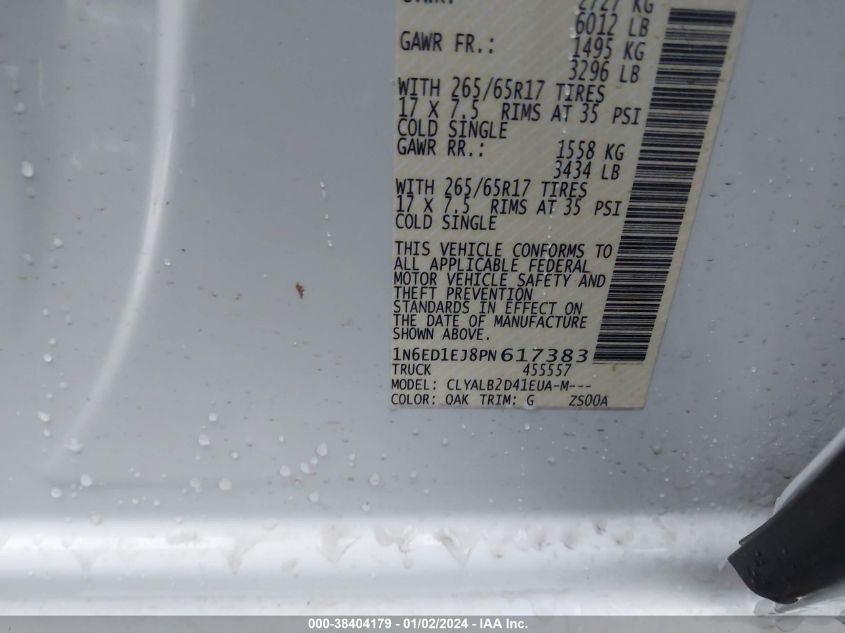 GVWR: 2727 KG
6012 LB
GAWR FR.: 1495 KG
3296 LB
WITH 265/65R17 TIRES
17 X 7.5 RIMS AT 35 PSI
COLD SINGLE
GAWR RR.: 1558 KG
3434 LB
WITH 265/65R17 TIRES
17 X 7.5 RIMS AT 35 PSI
COLD SINGLE
THIS VEHICLE CONFORMS TO
ALL APPLICABLE FEDERAL
MOTOR VEHICLE SAFETY AND
THEFT PREVENTION
STANDARDS IN EFFECT ON
THE DATE OF MANUFACTURE
SHOWN ABOVE.
1N6ED1EJ8PN617383
TRUCK 455557
MODEL: CLYALB2D41EUA-M---
COLOR: QAK TRIM: G ZS00A
000-38404179 - 01/02/2024 - IAA Inc.